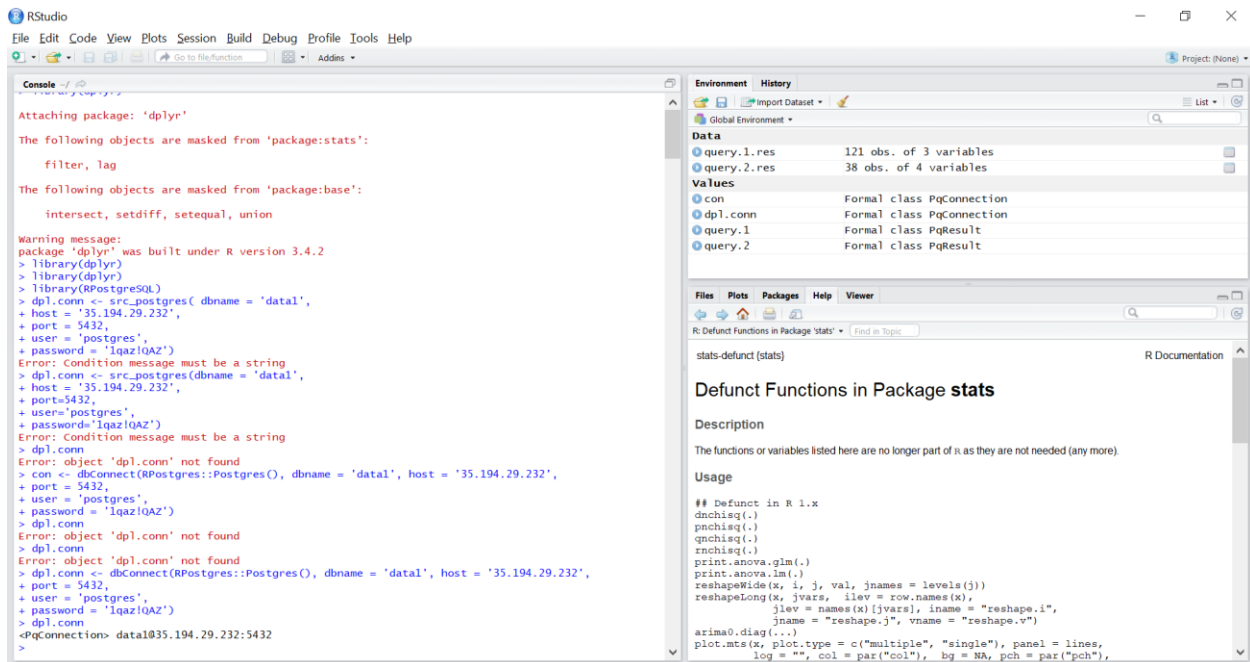 RStudio
File Edit Code View Plots Session Build Debug Profile Tools Help
Go to file/function Addins Project: (None)
Console ~/
> library(dplyr)
Attaching package: ‘dplyr’
The following objects are masked from ‘package:stats’:
filter, lag
The following objects are masked from ‘package:base’:
intersect, setdiff, setequal, union
Warning message:
package ‘dplyr’ was built under R version 3.4.2
> library(dplyr)
> library(dplyr)
> library(RPostgreSQL)
> dpl.conn <- src_postgres( dbname = 'data1',
+ host = '35.194.29.232',
+ port = 5432,
+ user = 'postgres',
+ password = '1qaz!QAZ')
Error: Condition message must be a string
> dpl.conn <- src_postgres(dbname = 'data1',
+ host = '35.194.29.232',
+ port=5432,
+ user='postgres',
+ password='1qaz!QAZ')
Error: Condition message must be a string
> dpl.conn
Error: object 'dpl.conn' not found
> con <- dbConnect(RPostgres::Postgres(), dbname = 'data1', host = '35.194.29.232',
+ port = 5432,
+ user = 'postgres',
+ password = '1qaz!QAZ')
> dpl.conn
Error: object 'dpl.conn' not found
> dpl.conn
Error: object 'dpl.conn' not found
> dpl.conn <- dbConnect(RPostgres::Postgres(), dbname = 'data1', host = '35.194.29.232',
+ port = 5432,
+ user = 'postgres',
+ password = '1qaz!QAZ')
> dpl.conn
<PqConnection> data1@35.194.29.232:5432
>
Environment History
Import Dataset List
Global Environment
Data
query.1.res 121 obs. of 3 variables
query.2.res 38 obs. of 4 variables
Values
con Formal class PqConnection
dpl.conn Formal class PqConnection
query.1 Formal class PqResult
query.2 Formal class PqResult
Files Plots Packages Help Viewer
R: Defunct Functions in Package 'stats' Find in Topic
stats-defunct {stats} R Documentation
Defunct Functions in Package stats
Description
The functions or variables listed here are no longer part of R as they are not needed (any more).
Usage
## Defunct in R 1.x
dnchisq(.)
pnchisq(.)
qnchisq(.)
rnchisq(.)
print.anova.glm(.)
print.anova.lm(.)
reshapeWide(x, i, j, val, jnames = levels(j))
reshapeLong(x, jvars, ilev = row.names(x),
jlev = names(x)[jvars], iname = "reshape.i",
jname = "reshape.j", vname = "reshape.v")
arima0.diag(...)
plot.mts(x, plot.type = c("multiple", "single"), panel = lines,
log = "", col = par("col"), bg = NA, pch = par("pch"),